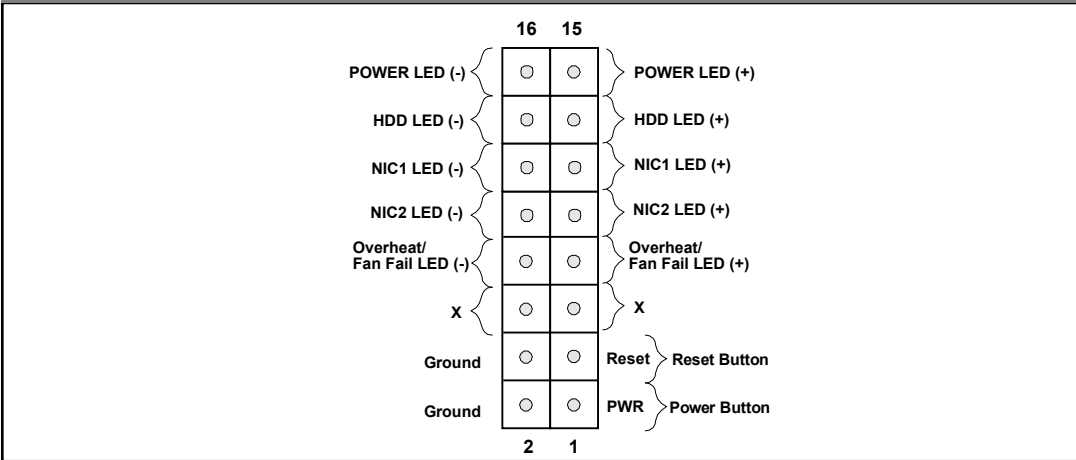 16 15
POWER LED (-) POWER LED (+)
HDD LED (-) HDD LED (+)
NIC1 LED (-) NIC1 LED (+)
NIC2 LED (-) NIC2 LED (+)
Overheat/ Overheat/
Fan Fail LED (-) Fan Fail LED (+)
X X
Ground Reset Reset Button
Ground PWR Power Button
2 1